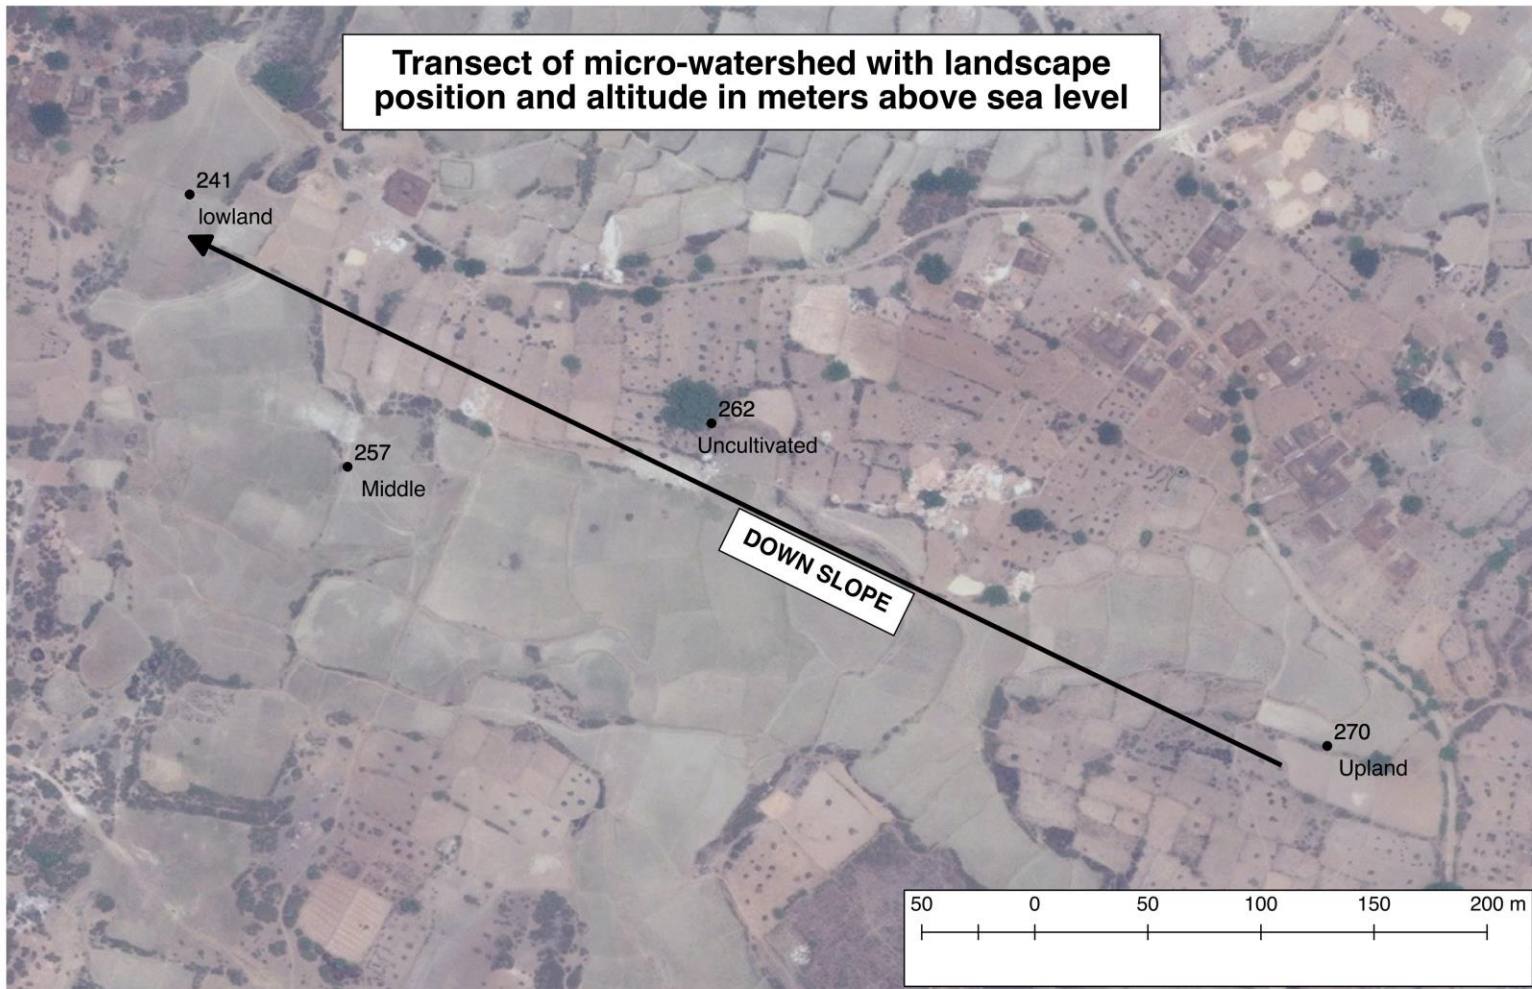 Transect of micro-watershed with landscape
position and altitude in meters above sea level
241
lowland
262
Uncultivated
257
Middle
DOWN SLOPE
270
Upland
50 0 50 100 150 200 m